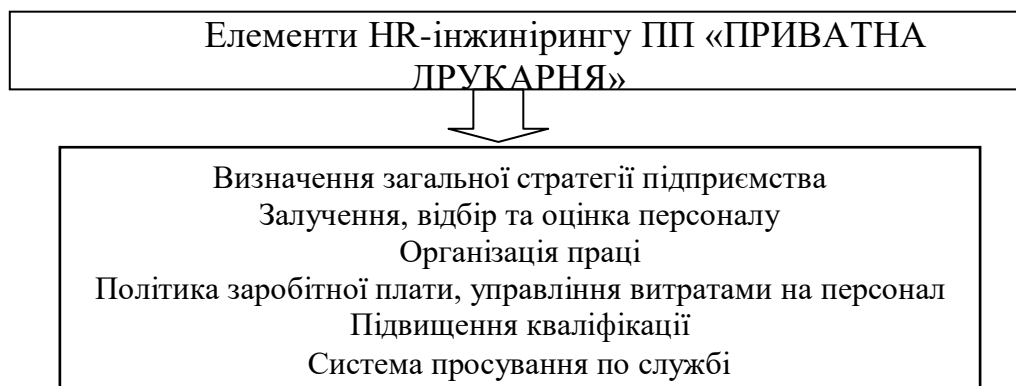 Елементи HR-інжинірингу ПП «ПРИВАТНА
ДРУКАРНЯ»
Визначення загальної стратегії підприємства
Залучення, відбір та оцінка персоналу
Організація праці
Політика заробітної плати, управління витратами на персонал
Підвищення кваліфікації
Система просування по службі